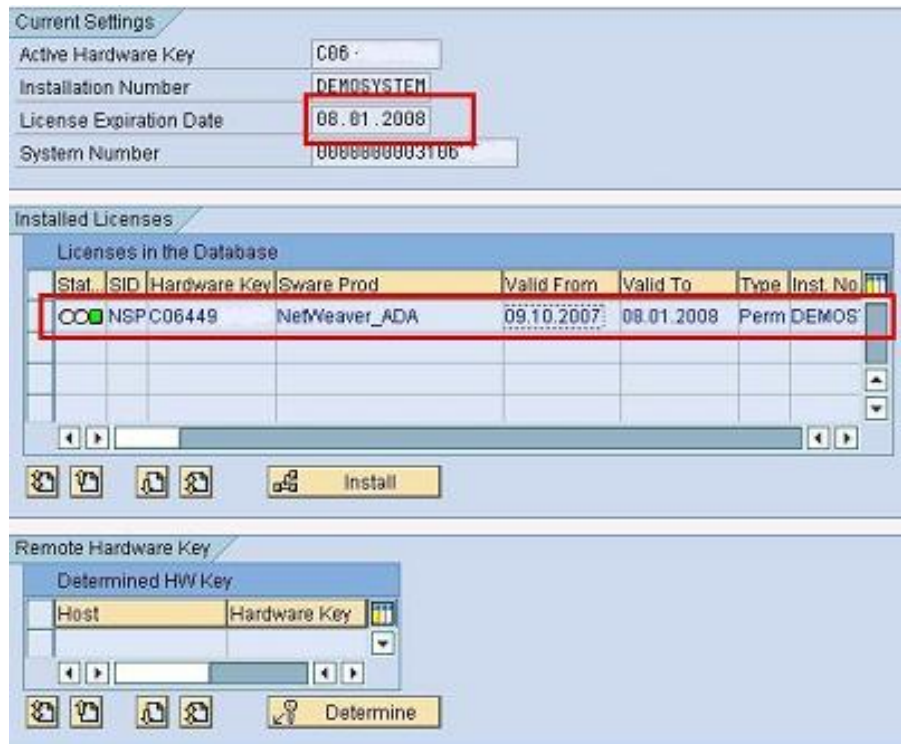 Current Settings
Active Hardware Key C06
Installation Number DEMOSYSTEM
License Expiration Date 08.01.2008
System Number
Installed Licenses
Licenses in the Database
Stat.. SID Hardware Key Sware Prod Valid From Valid To Type Inst. No
NSP C06449 NetWeaver_ADA 09.10.2007 08.01.2008 Perm DEMOS
Install
Remote Hardware Key
Determined HW Key
Host Hardware Key
Determine